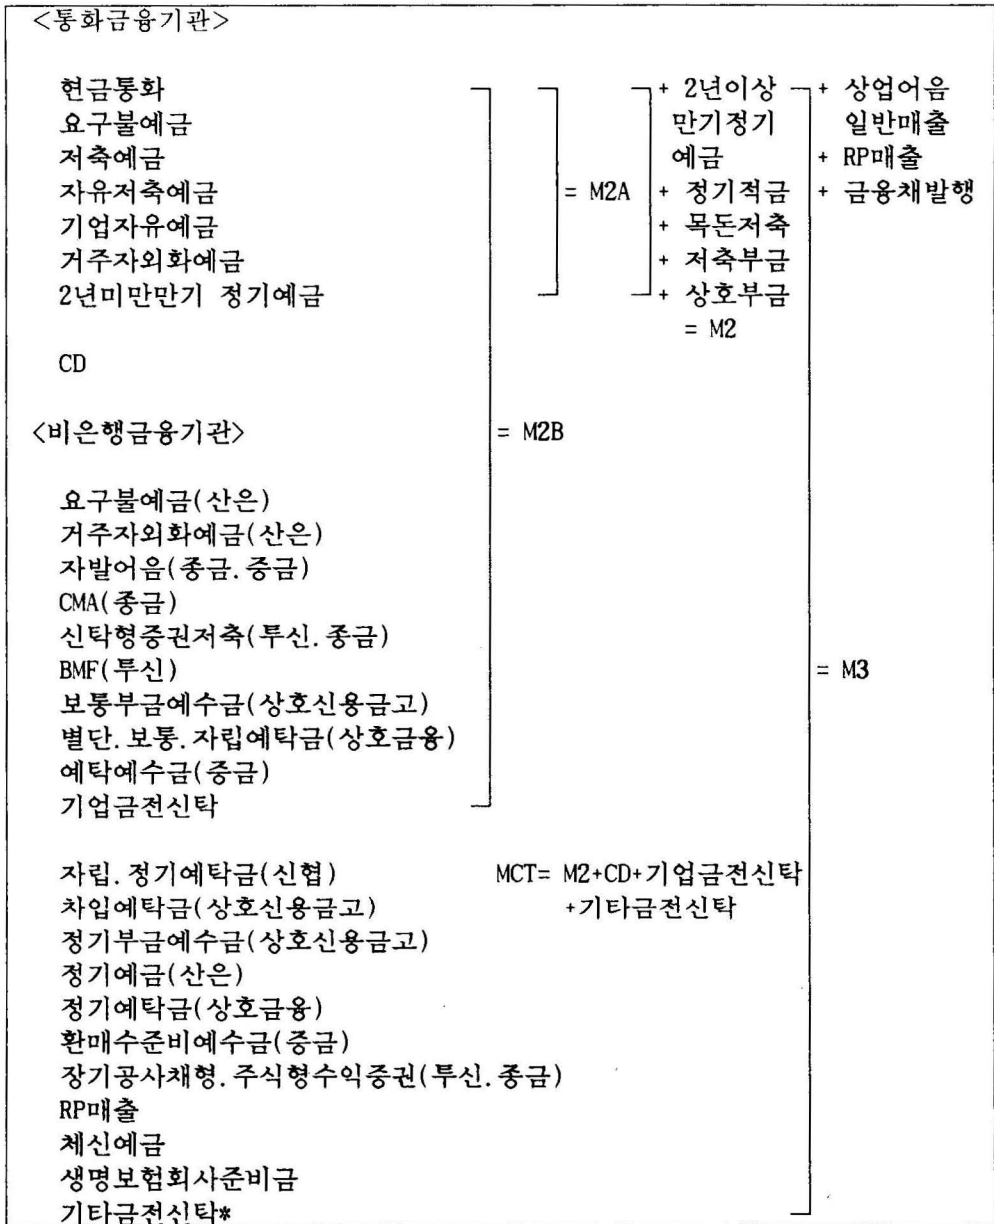 <통화금융기관>
현금통화 + 2년이상 + 상업어음
요구불예금 만기정기 일반매출
저축예금 예금 + RP매출
자유저축예금 = M2A + 정기적금 + 금융채발행
기업자유예금 + 목돈저축
거주자외화예금 + 저축부금
2년미만만기 정기예금 + 상호부금
= M2
CD
<비은행금융기관> = M2B
요구불예금(산은)
거주자외화예금(산은)
자발어음(종금.중금)
CMA(종금)
신탁형증권저축(투신.종금)
BMF(투신) = M3
보통부금예수금(상호신용금고)
별단.보통.자립예탁금(상호금융)
예탁예수금(증금)
기업금전신탁
자립.정기예탁금(신협) MCT= M2+CD+기업금전신탁
차입예탁금(상호신용금고) +기타금전신탁
정기부금예수금(상호신용금고)
정기예금(산은)
정기예탁금(상호금융)
환매수준비예수금(증금)
장기공사채형.주식형수익증권(투신.종금)
RP매출
체신예금
생명보험회사준비금
기타금전신탁*